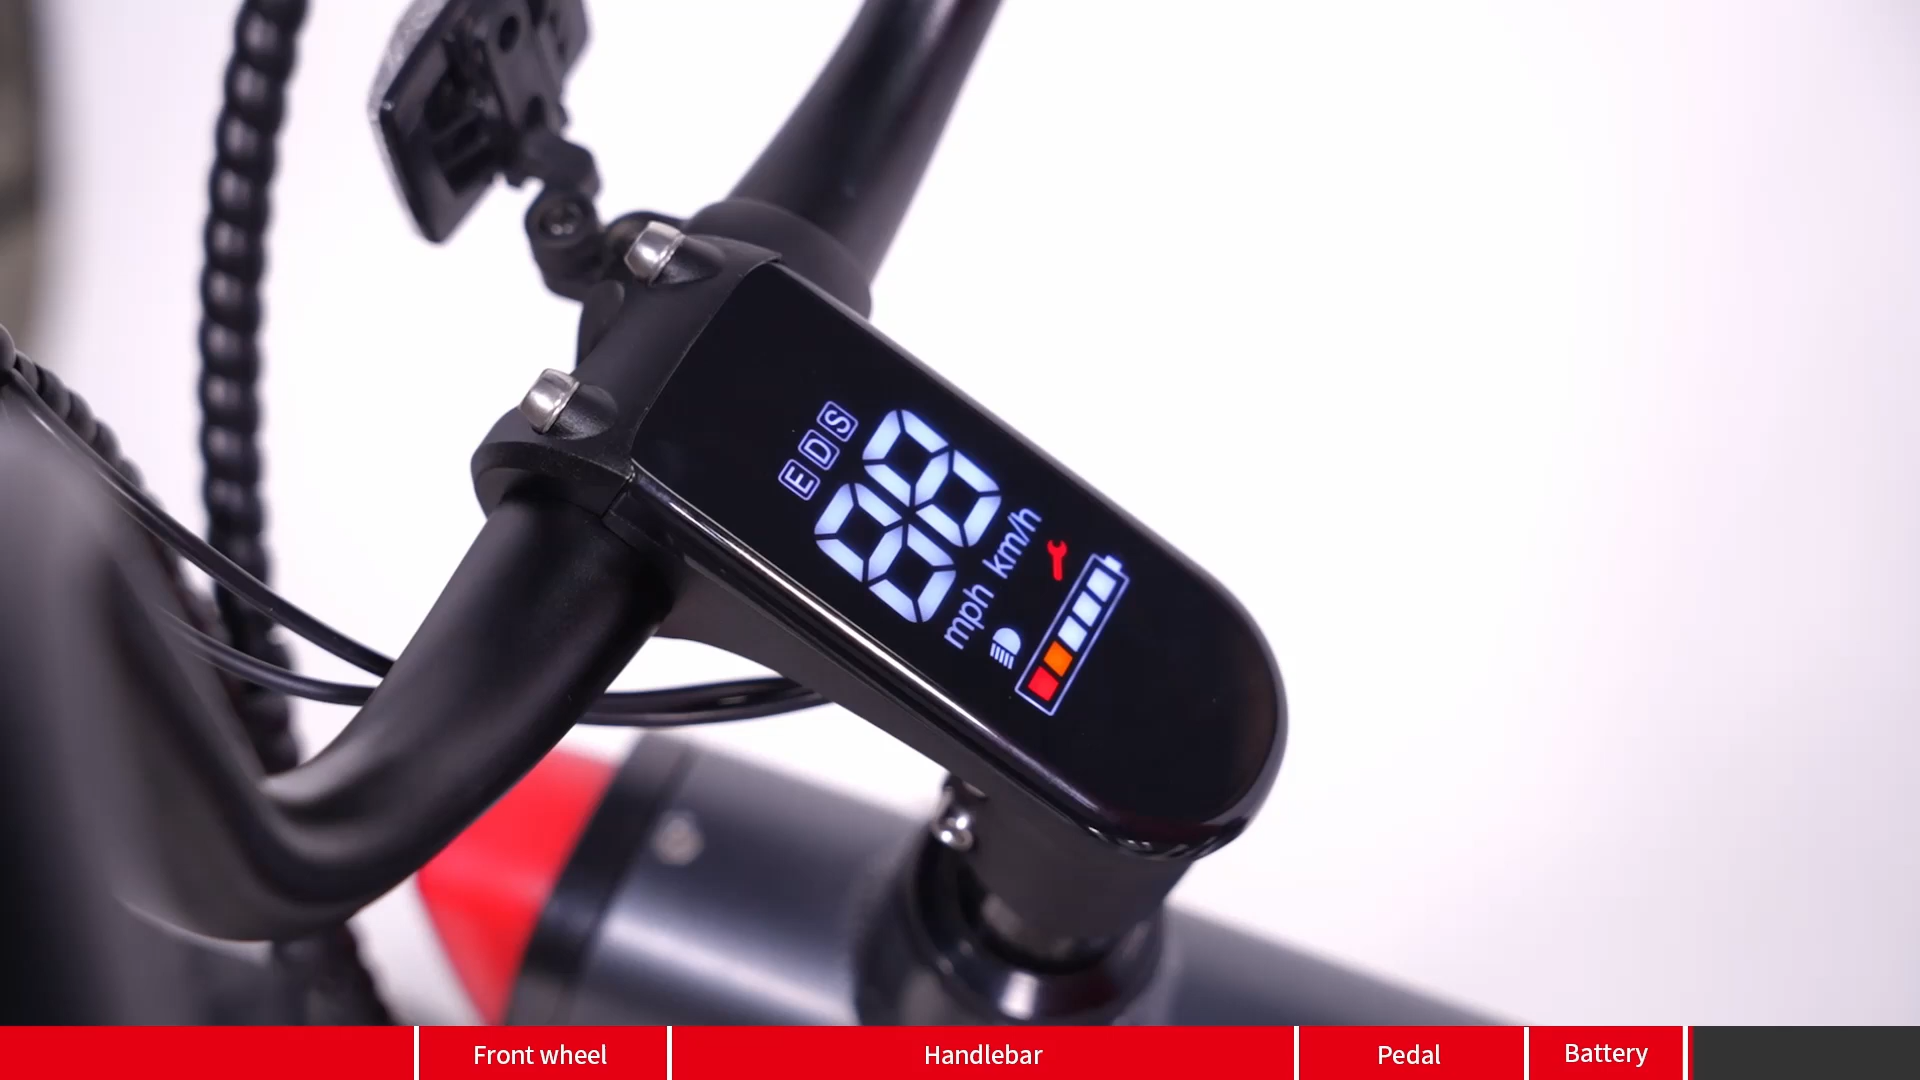 E D S
88
mph km/h
Front wheel
Handlebar
Pedal
Battery